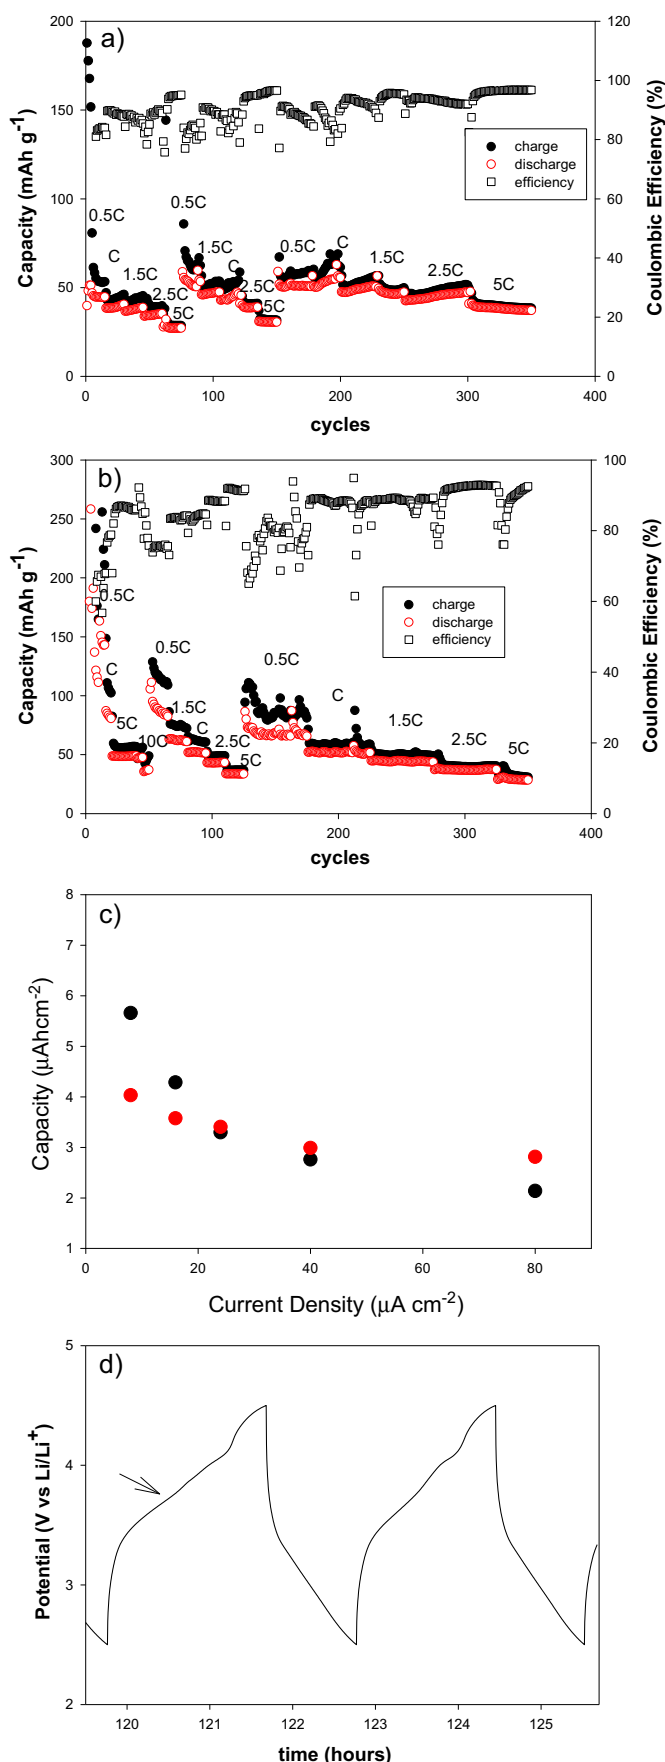 a)
200
150
100
50
0
Capacity (mAh g-1)
120
100
80
60
40
20
0
Coulombic Efficiency (%)
charge
discharge
efficiency
0.5C
C
1.5C
2.5C
5C
0.5C
1.5C
C
2.5C
5C
0.5C
C
1.5C
2.5C
5C
0
100
200
300
400
cycles
b)
300
250
200
150
100
50
0
Capacity (mAh g-1)
100
80
60
40
20
0
Coulombic Efficiency (%)
charge
discharge
efficiency
0.5C
C
5C
10C
0.5C
1.5C
C
2.5C
5C
0.5C
C
1.5C
2.5C
5C
0
100
200
300
400
cycles
c)
8
7
6
5
4
3
2
1
Capacity (μAhcm-2)
0
20
40
60
80
Current Density (μA cm-2)
d)
5
4
3
2
Potential (V vs Li/Li+)
120
121
122
123
124
125
time (hours)